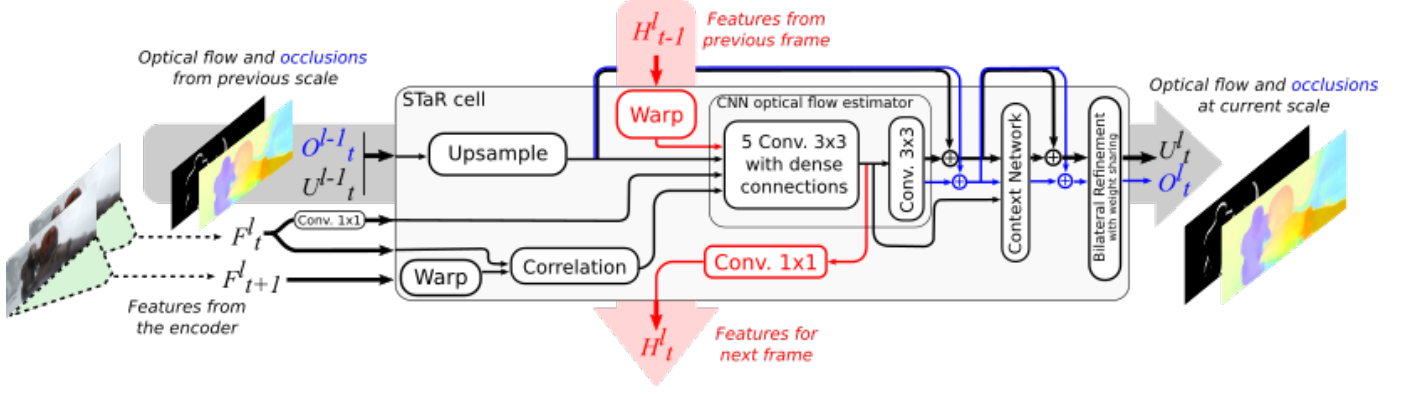 Features from
previous frame
H^l_{t-1}
Optical flow and occlusions
from previous scale
Optical flow and occlusions
at current scale
STaR cell
CNN optical flow estimator
Warp
O^{l-1}_t
U^{l-1}_t
Upsample
5 Conv. 3x3
with dense
connections
Conv. 3x3
Context Network
Bilateral Refinement
with weight sharing
U^l_t
O^l_t
Conv. 1x1
F^l_t
Correlation
Conv. 1x1
Warp
F^l_{t+1}
Features from
the encoder
H^l_t
Features for
next frame